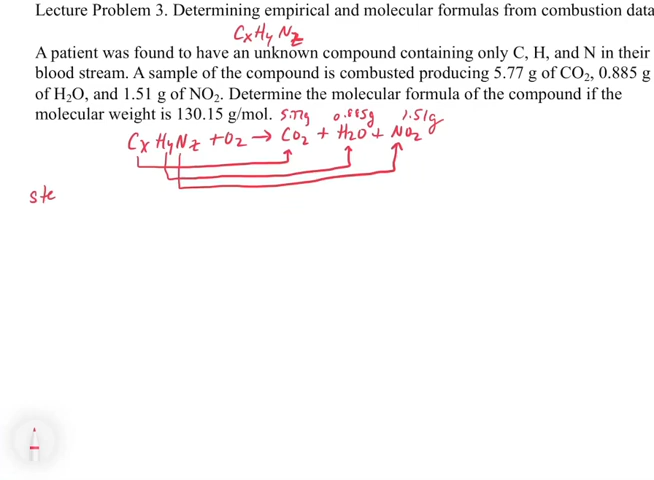 Lecture Problem 3. Determining empirical and molecular formulas from combustion data
CxHyNz
A patient was found to have an unknown compound containing only C, H, and N in their
blood stream. A sample of the compound is combusted producing 5.77 g of CO₂, 0.885 g
of H₂O, and 1.51 g of NO₂. Determine the molecular formula of the compound if the
molecular weight is 130.15 g/mol. 5.77g 0.885g 1.51g
CxHyNz + O₂ → CO₂ + H₂O + NO₂
ste